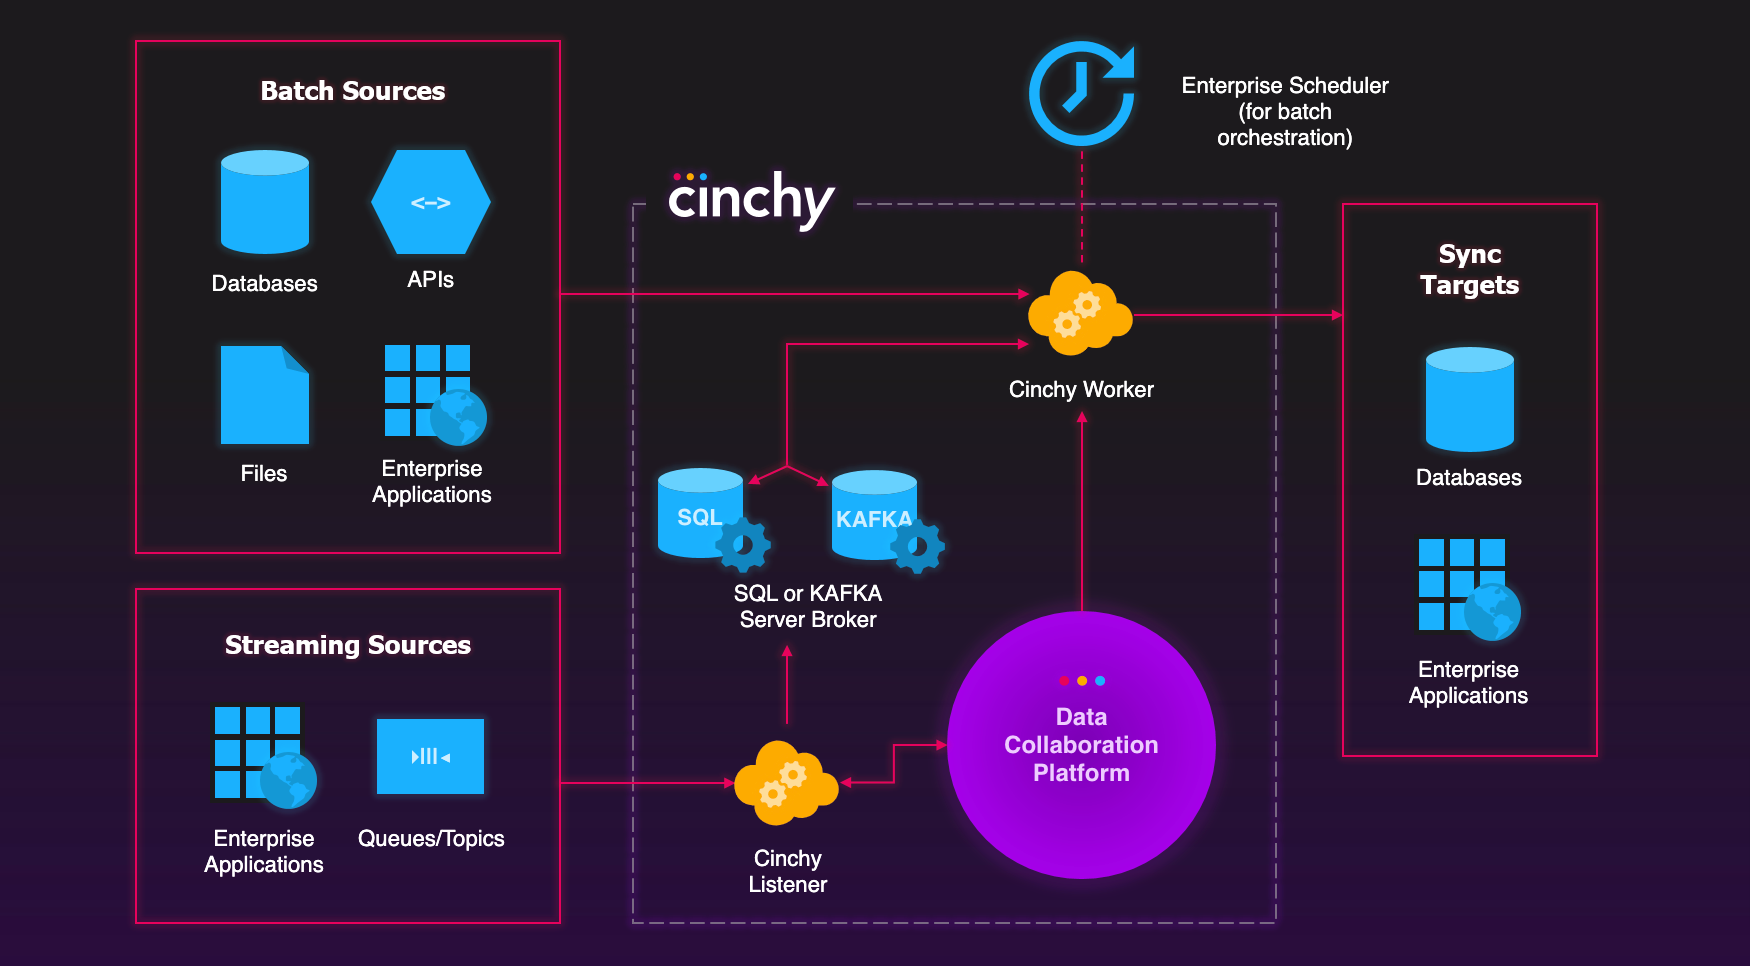 Batch Sources
Databases
<->
APIs
Files
Enterprise
Applications
Streaming Sources
Enterprise
Applications
Queues/Topics
cinchy
Enterprise Scheduler
(for batch
orchestration)
Cinchy Worker
SQL
KAFKA
SQL or KAFKA
Server Broker
Cinchy
Listener
Data
Collaboration
Platform
Sync
Targets
Databases
Enterprise
Applications